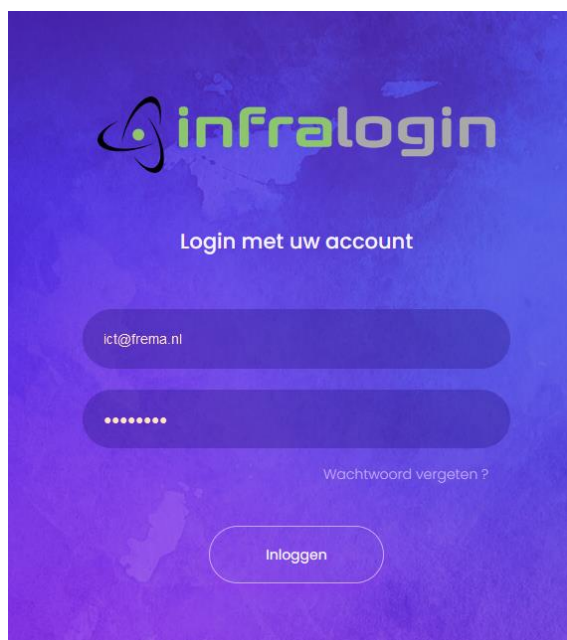 infralogin
Login met uw account
ict@frema.nl
••••••••
Wachtwoord vergeten ?
Inloggen